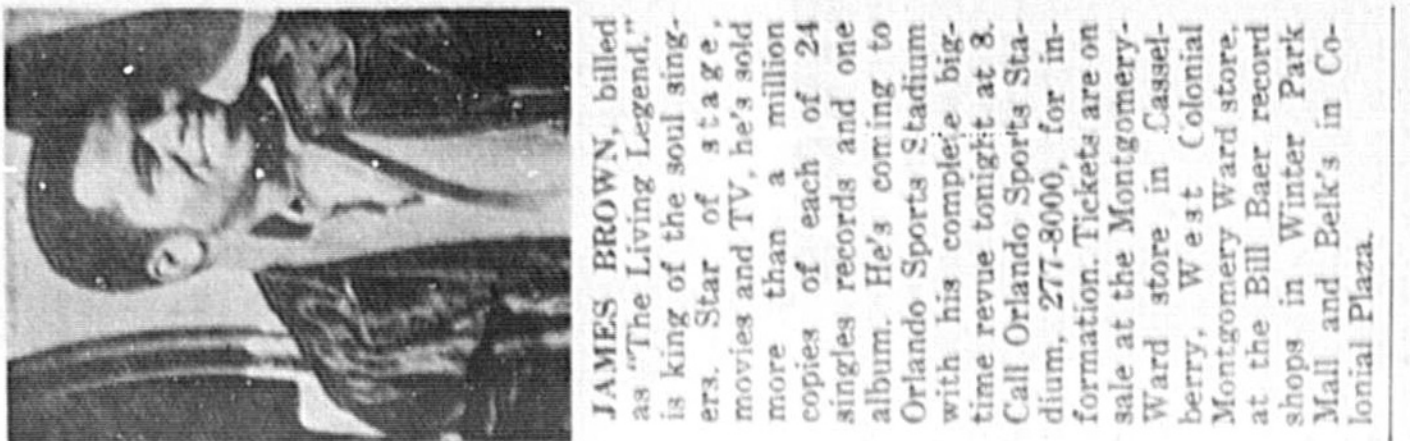 JAMES BROWN, billed
as "The Living Legend,"
is king of the soul sing-
ers. Star of stage,
movies and TV, he's sold
more than a million
copies of each of 24
singles records and one
album. He's coming to
Orlando Sports Stadium
with his complete big-
time revue tonight at 8.
Call Orlando Sports Sta-
dium, 277-8000, for in-
formation. Tickets are on
sale at the Montgomery-
Ward store in Cassel-
berry, West Colonial
Montgomery Ward store,
at the Bill Baer record
shops in Winter Park
Mall and Belk's in Co-
lonial Plaza.